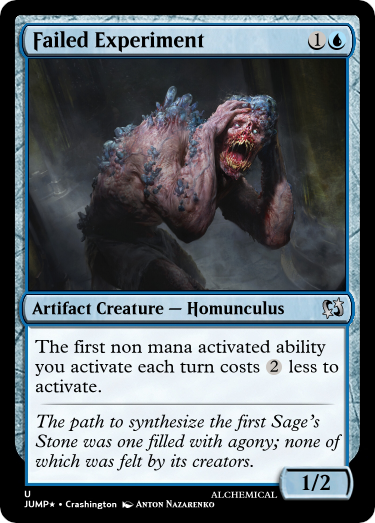 Failed Experiment 1
Artifact Creature — Homunculus
The first non mana activated ability
you activate each turn costs 2 less to
activate.
The path to synthesize the first Sage's
Stone was one filled with agony; none of
which was felt by its creators.
1/2
U
ALCHEMICAL
JUMP★ • Crashington Anton Nazarenko